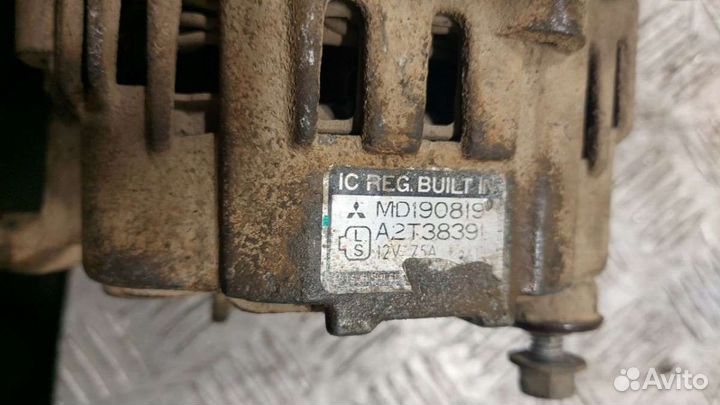 IC REG. BUILT IN
MD190819
A2T38391
L
S
12V 75A
Avito